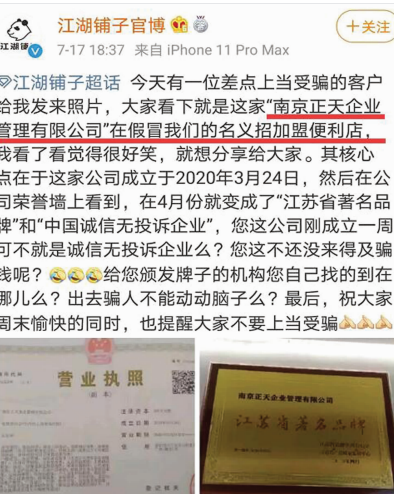 江湖铺子官博
7-17 18:37 来自 iPhone 11 Pro Max
+关注
江湖铺
江湖铺子超话 今天有一位差点上当受骗的客户
给我发来照片，大家看下就是这家“南京正天企业
管理有限公司”在假冒我们的名义招加盟便利店，
我看了看觉得很好笑，就想分享给大家。其核心
点在于这家公司成立于2020年3月24日，然后在公
司荣誉墙上看到，在4月份就变成了“江苏省著名品
牌”和“中国诚信无投诉企业”，您这公司刚成立一周
可不就是诚信无投诉企业么？您这不还没来得及骗
钱呢？给您颁发牌子的机构您自己找的到在
哪儿么？出去骗人不能动动脑子么？最后，祝大家
周末愉快的同时，也提醒大家不要上当受骗
营业执照
南京正天企业管理有限公司
江苏省著名品牌